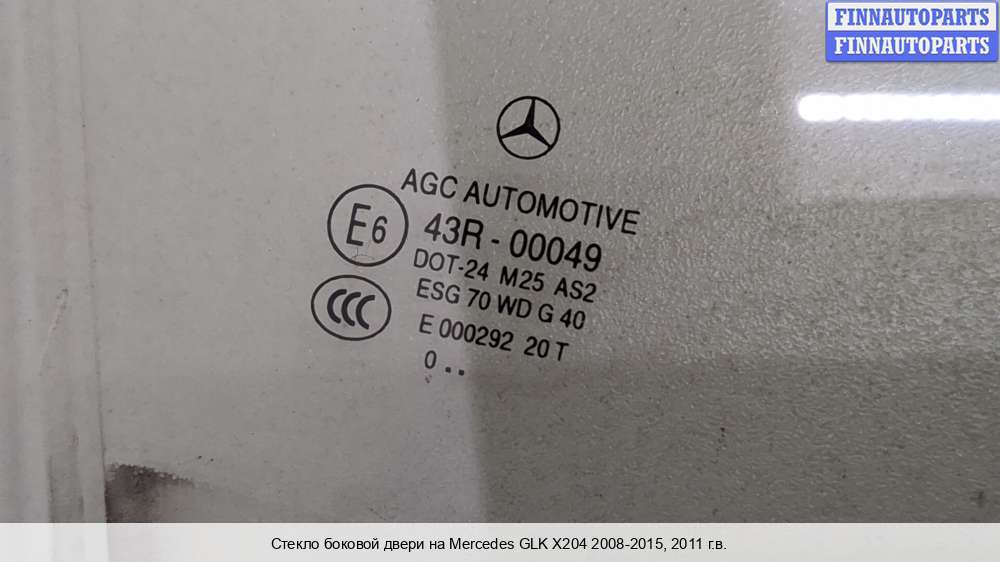 FINNAUTOPARTS
FINNAUTOPARTS
AGC AUTOMOTIVE
E6
43R - 00049
DOT-24 M25 AS2
CCC
ESG 70 WD G 40
E 000292 20 T
0 ..
Стекло боковой двери на Mercedes GLK X204 2008-2015, 2011 г.в.